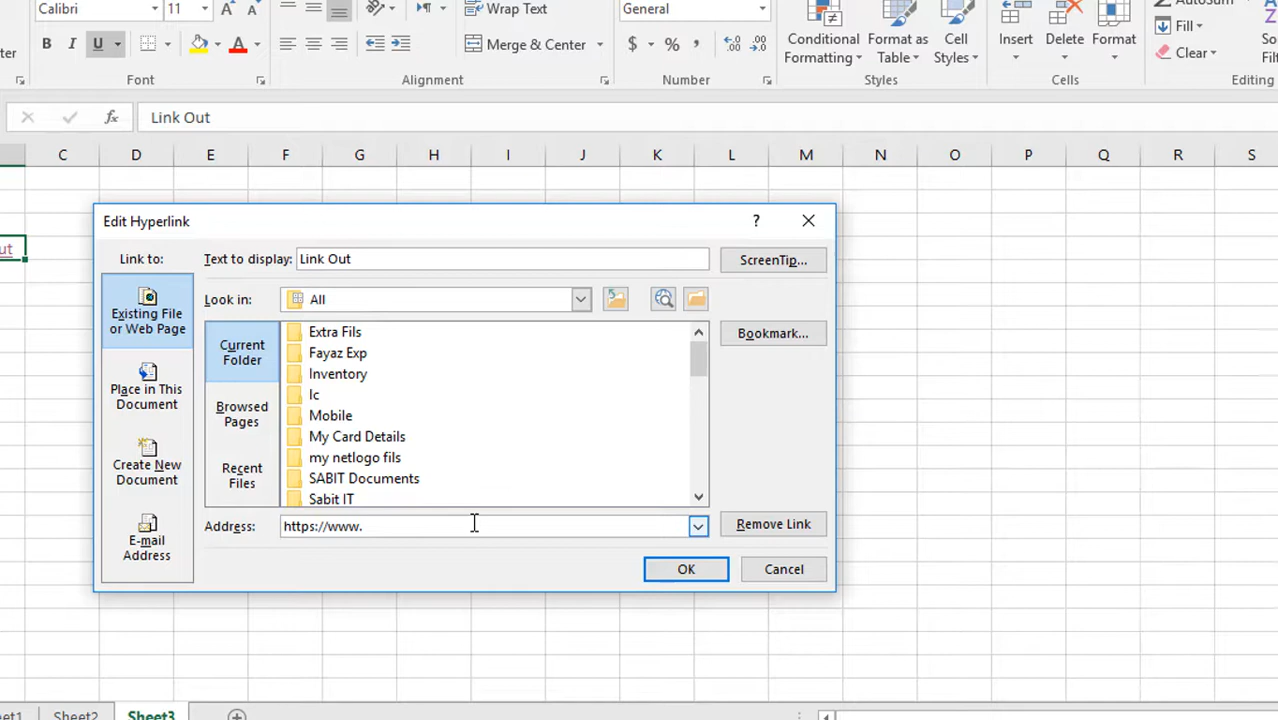 Calibri 11 A A Wrap Text General AutoSum
B I U A Merge & Center $ % , Conditional Formatting Format as Table Cell Styles Insert Delete Format Fill
Clear
Font Alignment Number Styles Cells Editing
fx Link Out
C D E F G H I J K L M N O P Q R S
Edit Hyperlink ?
Link to: Text to display: Link Out ScreenTip...
Existing File or Web Page
Look in: All
Current Folder
Extra Fils
Bookmark...
Fayaz Exp
Inventory
Place in This Document
Ic
Browsed Pages
Mobile
My Card Details
my netlogo fils
Create New Document
Recent Files
SABIT Documents
Sabit IT
E-mail Address
Address: https://www. Remove Link
OK Cancel
Sheet2 Sheet3